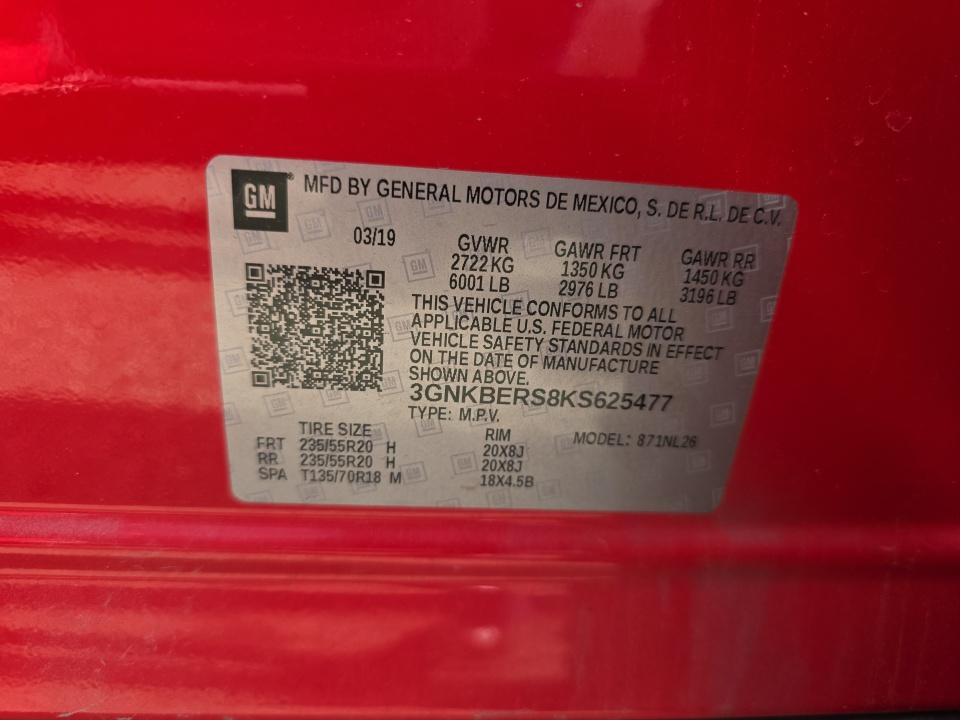 GM® MFD BY GENERAL MOTORS DE MEXICO, S. DE R.L. DE C.V.
03/19 GVWR GAWR FRT GAWR RR
2722 KG 1350 KG 1450 KG
6001 LB 2976 LB 3196 LB
THIS VEHICLE CONFORMS TO ALL
APPLICABLE U.S. FEDERAL MOTOR
VEHICLE SAFETY STANDARDS IN EFFECT
ON THE DATE OF MANUFACTURE
SHOWN ABOVE.
3GNKBERS8KS625477
TYPE: M.P.V.
TIRE SIZE RIM MODEL: 871NL26
FRT 235/55R20 H 20X8J
RR 235/55R20 H 20X8J
SPA T135/70R18 M 18X4.5B